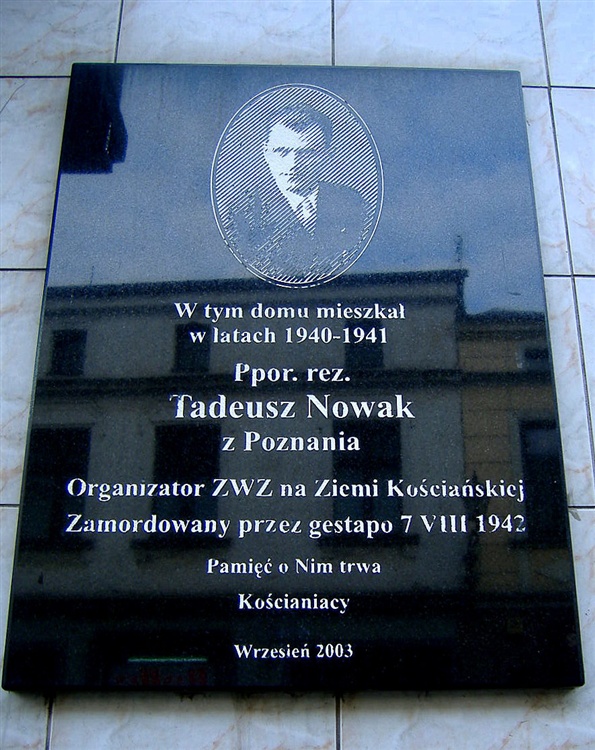 W tym domu mieszkał
w latach 1940-1941
Ppor. rez.
Tadeusz Nowak
z Poznania
Organizator ZWZ na Ziemi Kościańskiej
Zamordowany przez gestapo 7 VIII 1942
Pamięć o Nim trwa
Kościaniacy
Wrzesień 2003